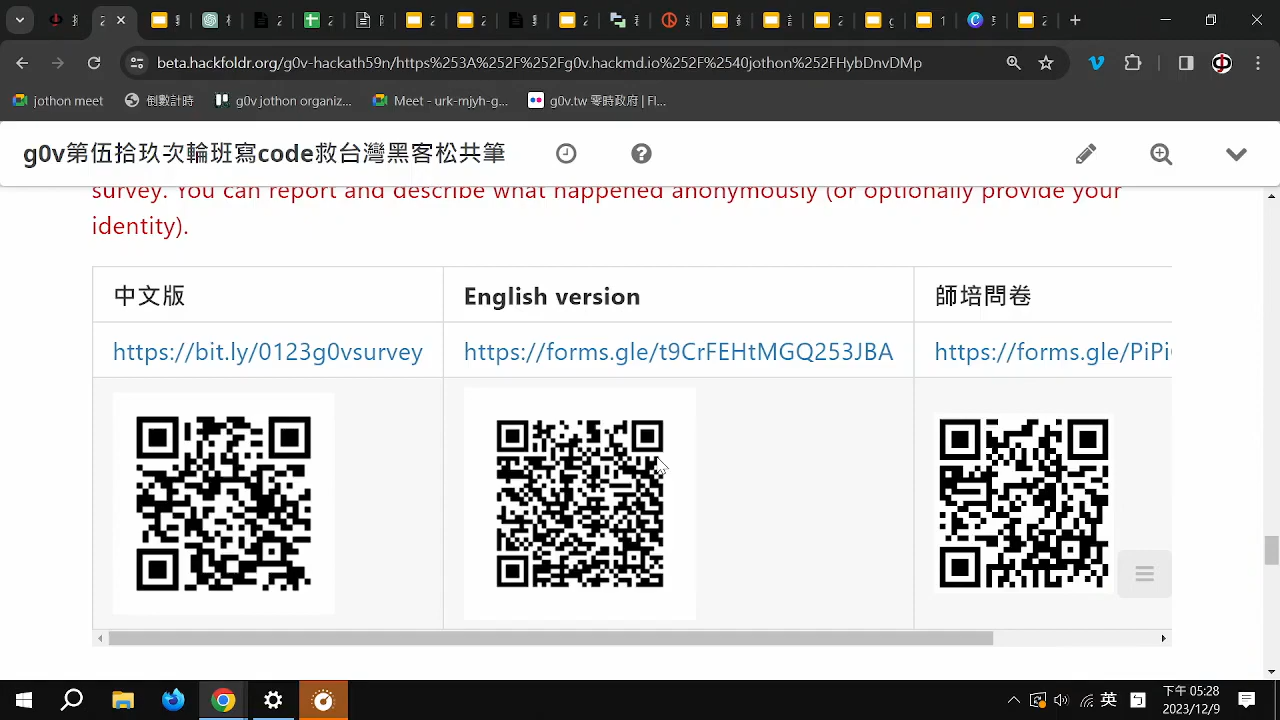 beta.hackfoldr.org/g0v-hackath59n/https%253A%252F%252Fg0v.hackmd.io%252F%2540jothon%252FHybDnvDMp
jothon meet
倒數計時
g0v jothon organiz...
Meet - urk-mjyh-g...
g0v.tw 零時政府 | Fl...
g0v第伍拾玖次輪班寫code救台灣黑客松共筆
survey. You can report and describe what happened anonymously (or optionally provide your
identity).
中文版
English version
師培問卷
https://bit.ly/0123g0vsurvey
https://forms.gle/t9CrFEHtMGQ253JBA
https://forms.gle/PiPi
英
下午 05:28
2023/12/9